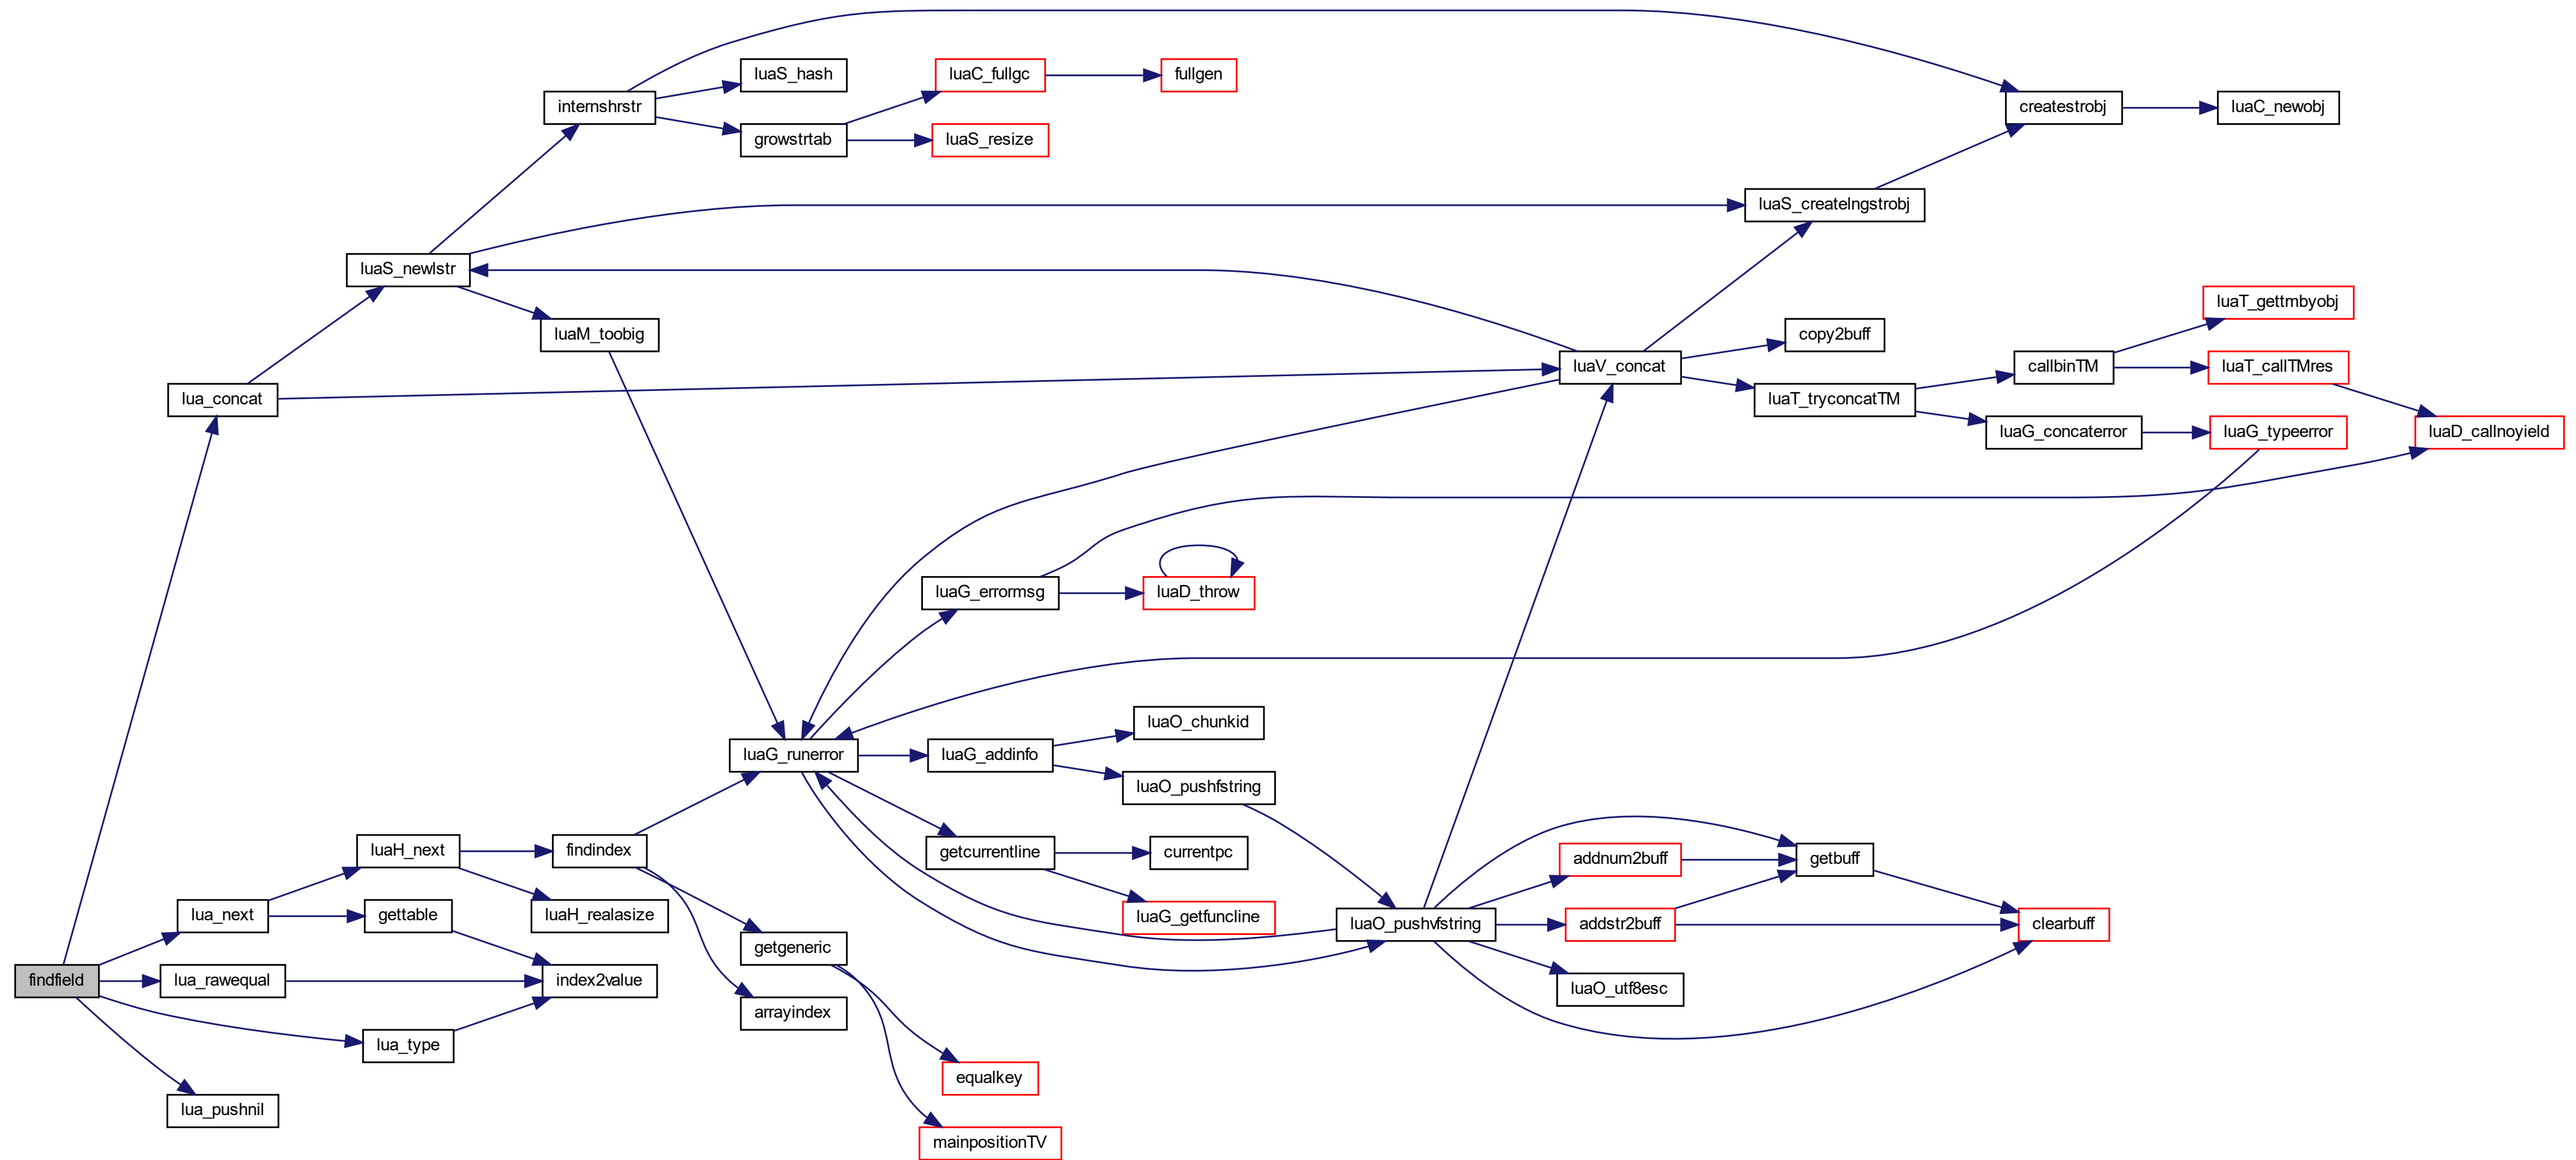 luaS_hash
luaC_fullgc
fullgen
internshrstr
createstrobj
luaC_newobj
growstrtab
luaS_resize
luaS_createlngstrobj
luaS_newlstr
luaT_gettmbyobj
luaM_toobig
copy2buff
luaV_concat
callbinTM
luaT_callTMres
lua_concat
luaT_tryconcatTM
luaG_concaterror
luaG_typeerror
luaD_callnoyield
luaG_errormsg
luaD_throw
luaO_chunkid
luaG_runerror
luaG_addinfo
luaO_pushfstring
luaH_next
findindex
getcurrentline
currentpc
addnum2buff
getbuff
lua_next
gettable
luaH_realasize
luaG_getfuncline
luaO_pushvfstring
addstr2buff
clearbuff
getgeneric
findfield
lua_rawequal
index2value
luaO_utf8esc
arrayindex
lua_type
equalkey
lua_pushnil
mainpositionTV